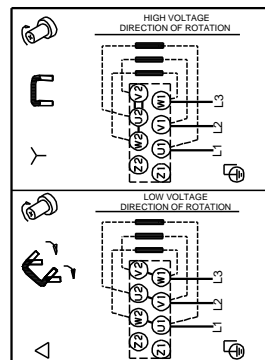 HIGH VOLTAGE
DIRECTION OF ROTATION
V2 W1 L3
U2 V1 L2
W2 U1 L1
Z2 Z1
LOW VOLTAGE
DIRECTION OF ROTATION
V2 W1 L3
U2 V1 L2
W2 U1 L1
Z2 Z1